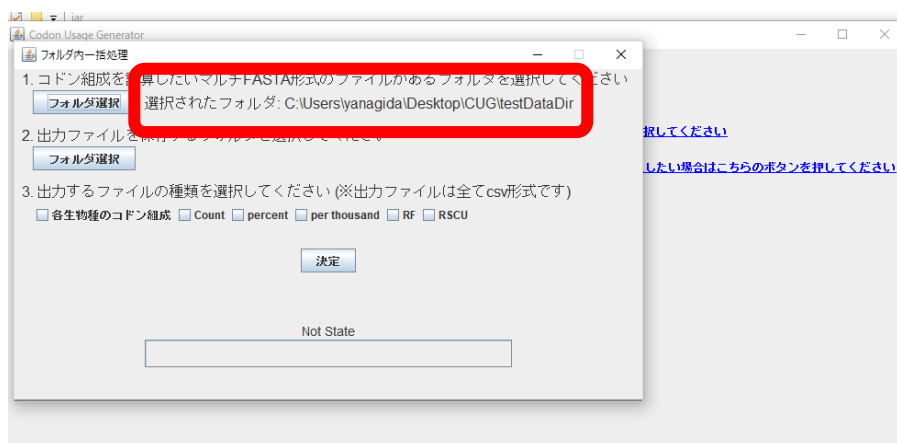 jar
Codon Usage Generator
フォルダ内一括処理
1. コドン組成を計算したいマルチFASTA形式のファイルがあるフォルダを選択してください
フォルダ選択 選択されたフォルダ: C:\Users\yanagida\Desktop\CUG\testDataDir
択してください
2. 出力ファイルを保存するフォルダを選択してください
フォルダ選択
したい場合はこちらのボタンを押してください
3. 出力するファイルの種類を選択してください (※出力ファイルは全てcsv形式です)
各生物種のコドン組成 Count percent per thousand RF RSCU
決定
Not State